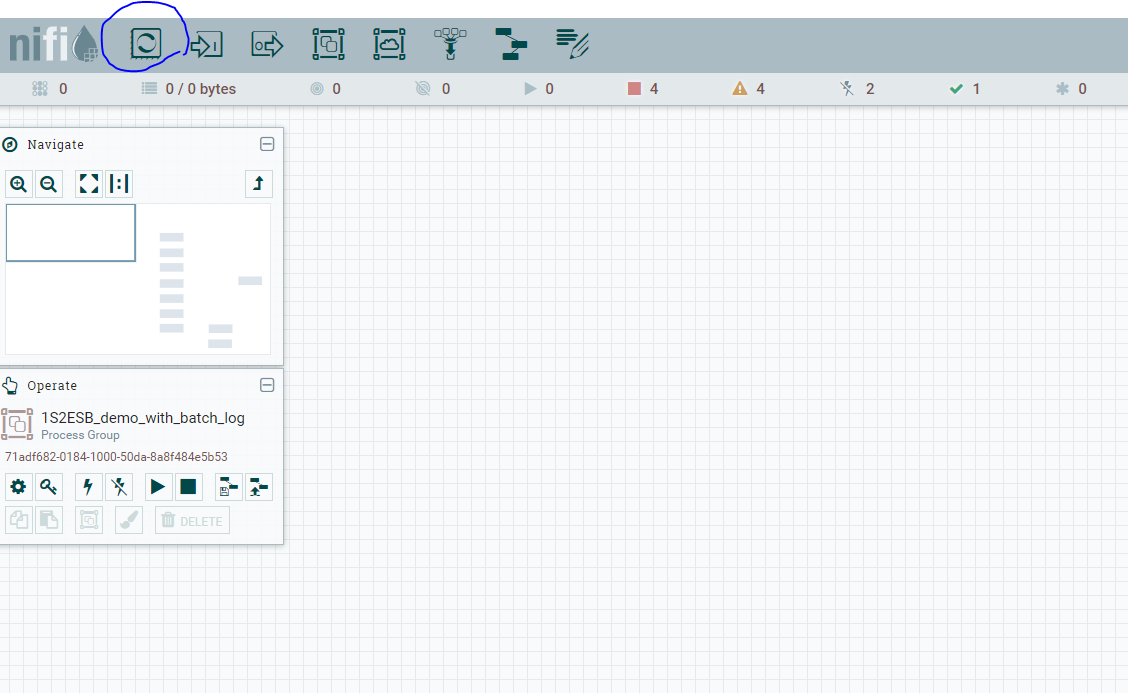 nifi
0 0 / 0 bytes 0 0 0 4 4 2 1 0
Navigate
Operate
1S2ESB_demo_with_batch_log
Process Group
71adf682-0184-1000-50da-8a8f484e5b53
DELETE